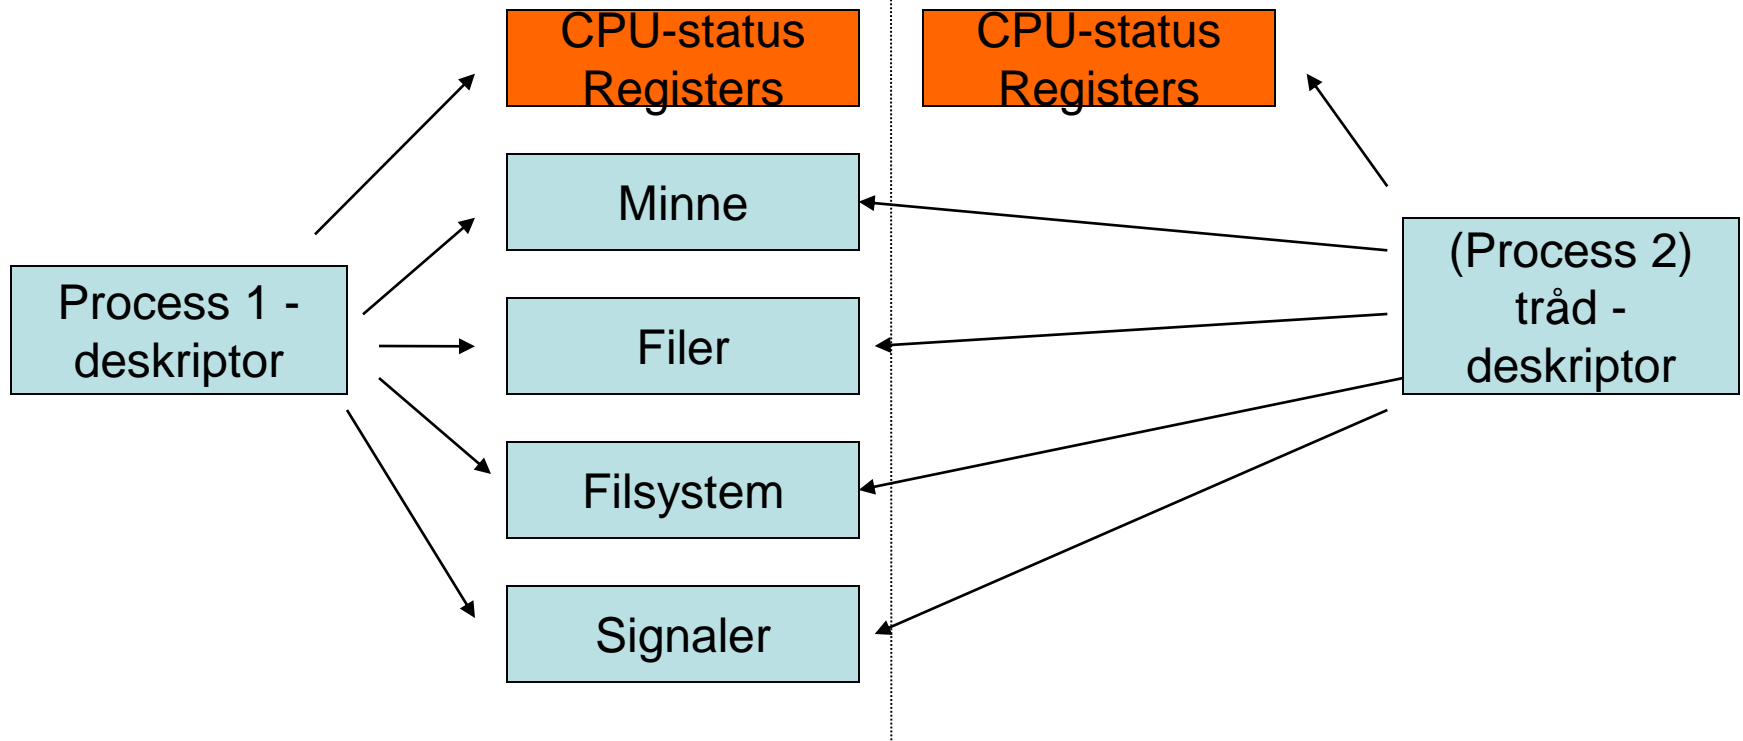 CPU-status
Registers
CPU-status
Registers
Minne
Process 1 -
deskriptor
Filer
(Process 2)
tråd -
deskriptor
Filsystem
Signaler